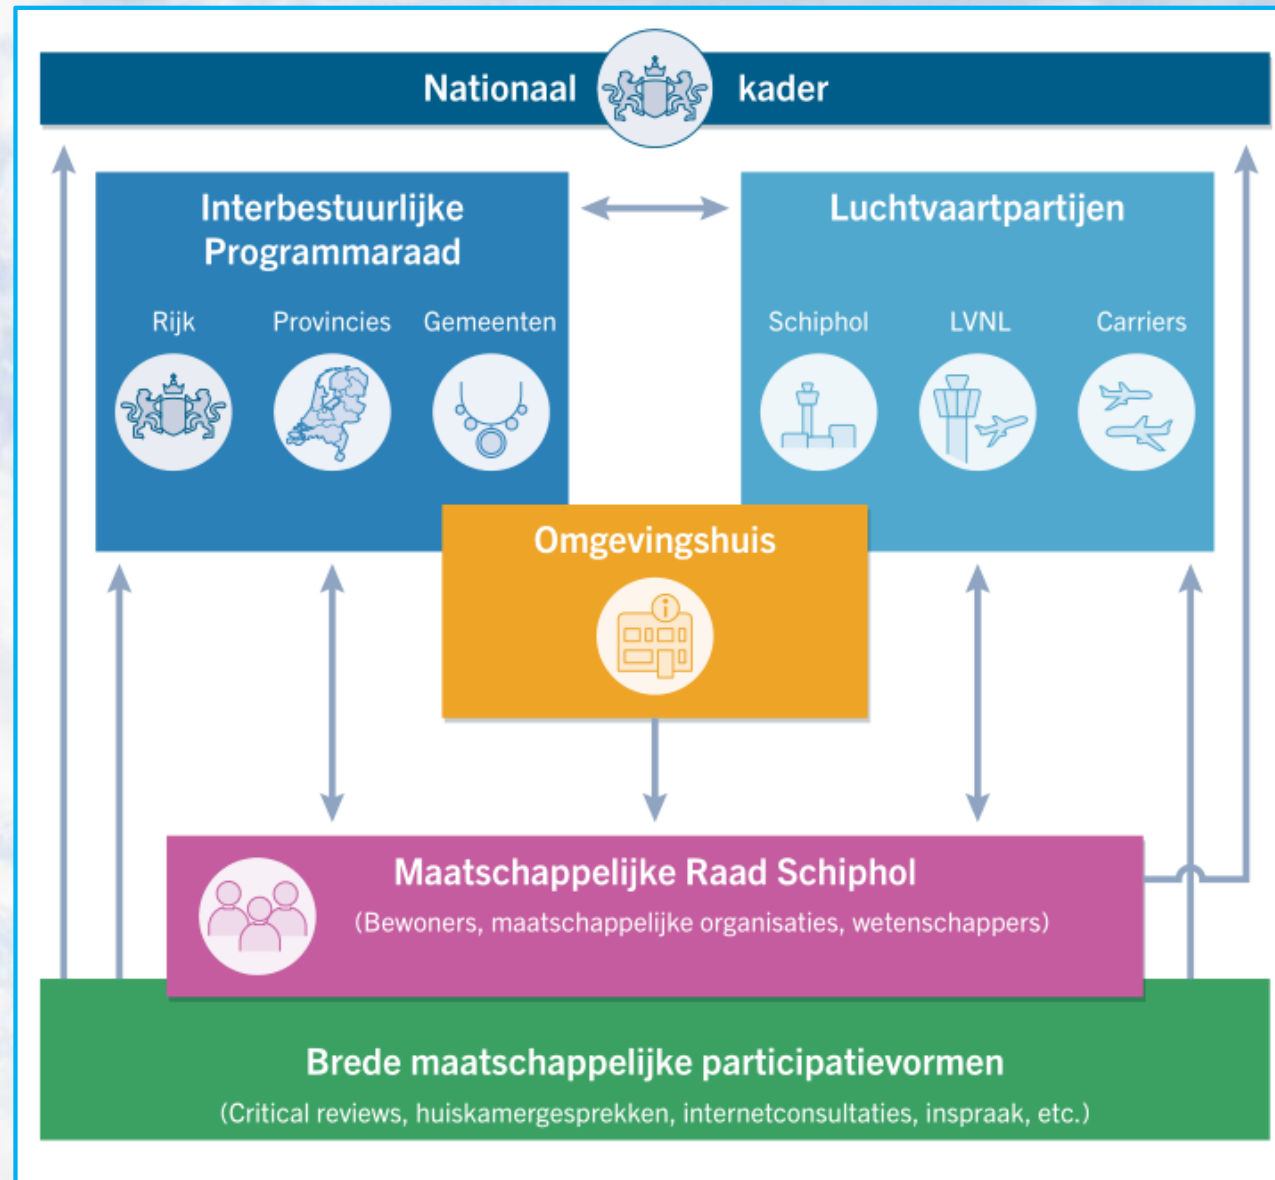 Nationaal kader
Interbestuurlijke
Programmaraad
Rijk Provincies Gemeenten
Luchtvaartpartijen
Schiphol LVNL Carriers
Omgevingshuis
i
Maatschappelijke Raad Schiphol
(Bewoners, maatschappelijke organisaties, wetenschappers)
Brede maatschappelijke participatievormen
(Critical reviews, huiskamergesprekken, internetconsultaties, inspraak, etc.)